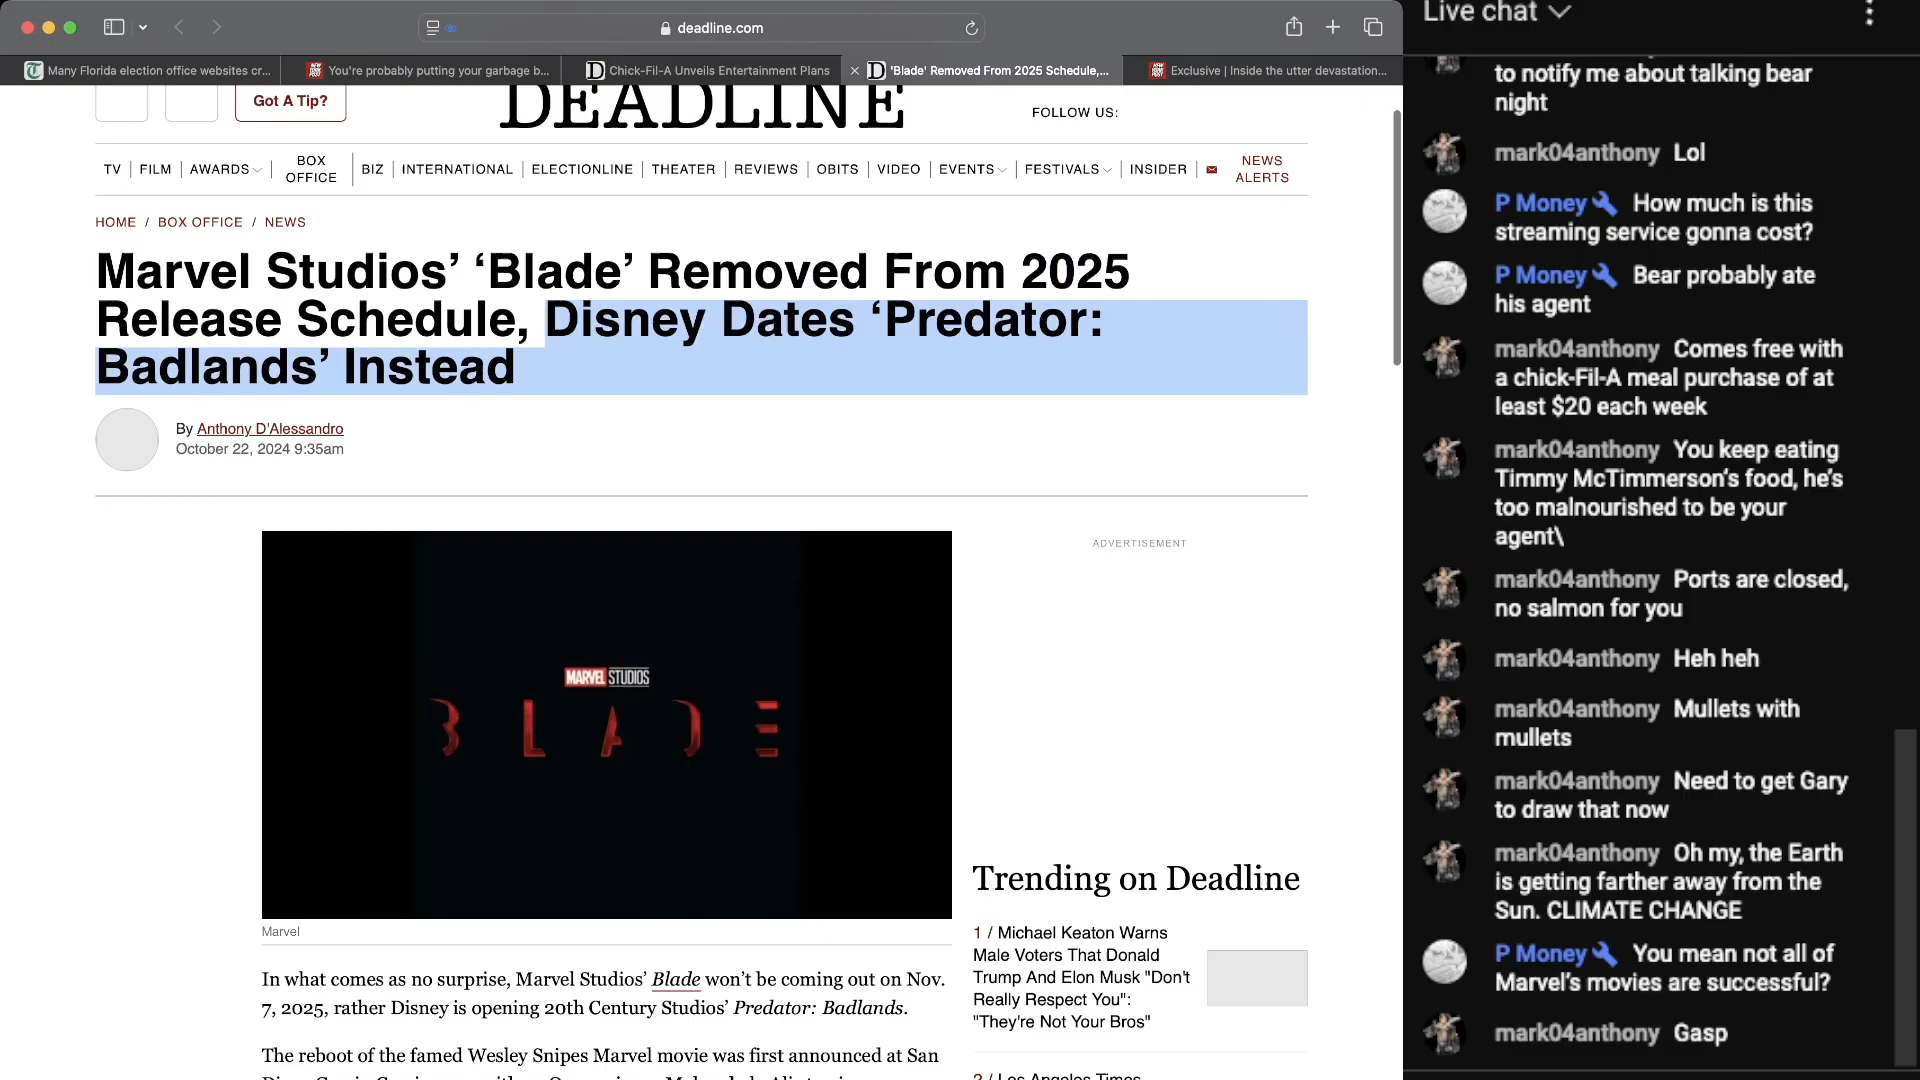 deadline.com
Many Florida election office websites cr...
You're probably putting your garbage b...
Chick-Fil-A Unveils Entertainment Plans
'Blade' Removed From 2025 Schedule,...
Exclusive | Inside the utter devastation...
Got A Tip?
DEADLINE
FOLLOW US:
TV
FILM
AWARDS
BOX
OFFICE
BIZ
INTERNATIONAL
ELECTIONLINE
THEATER
REVIEWS
OBITS
VIDEO
EVENTS
FESTIVALS
INSIDER
NEWS
ALERTS
HOME / BOX OFFICE / NEWS
Marvel Studios’ ‘Blade’ Removed From 2025
Release Schedule, Disney Dates ‘Predator:
Badlands’ Instead
By Anthony D'Alessandro
October 22, 2024 9:35am
MARVEL STUDIOS
BLADE
Marvel
In what comes as no surprise, Marvel Studios’ Blade won’t be coming out on Nov.
7, 2025, rather Disney is opening 20th Century Studios’ Predator: Badlands.
The reboot of the famed Wesley Snipes Marvel movie was first announced at San
ADVERTISEMENT
Trending on Deadline
1 / Michael Keaton Warns
Male Voters That Donald
Trump And Elon Musk "Don't
Really Respect You":
"They're Not Your Bros"
2 / Los Angeles Times
Live chat
to notify me about talking bear
night
mark04anthony Lol
P Money How much is this
streaming service gonna cost?
P Money Bear probably ate
his agent
mark04anthony Comes free with
a chick-Fil-A meal purchase of at
least $20 each week
mark04anthony You keep eating
Timmy McTimmerson’s food, he’s
too malnourished to be your
agent\
mark04anthony Ports are closed,
no salmon for you
mark04anthony Heh heh
mark04anthony Mullets with
mullets
mark04anthony Need to get Gary
to draw that now
mark04anthony Oh my, the Earth
is getting farther away from the
Sun. CLIMATE CHANGE
P Money You mean not all of
Marvel’s movies are successful?
mark04anthony Gasp